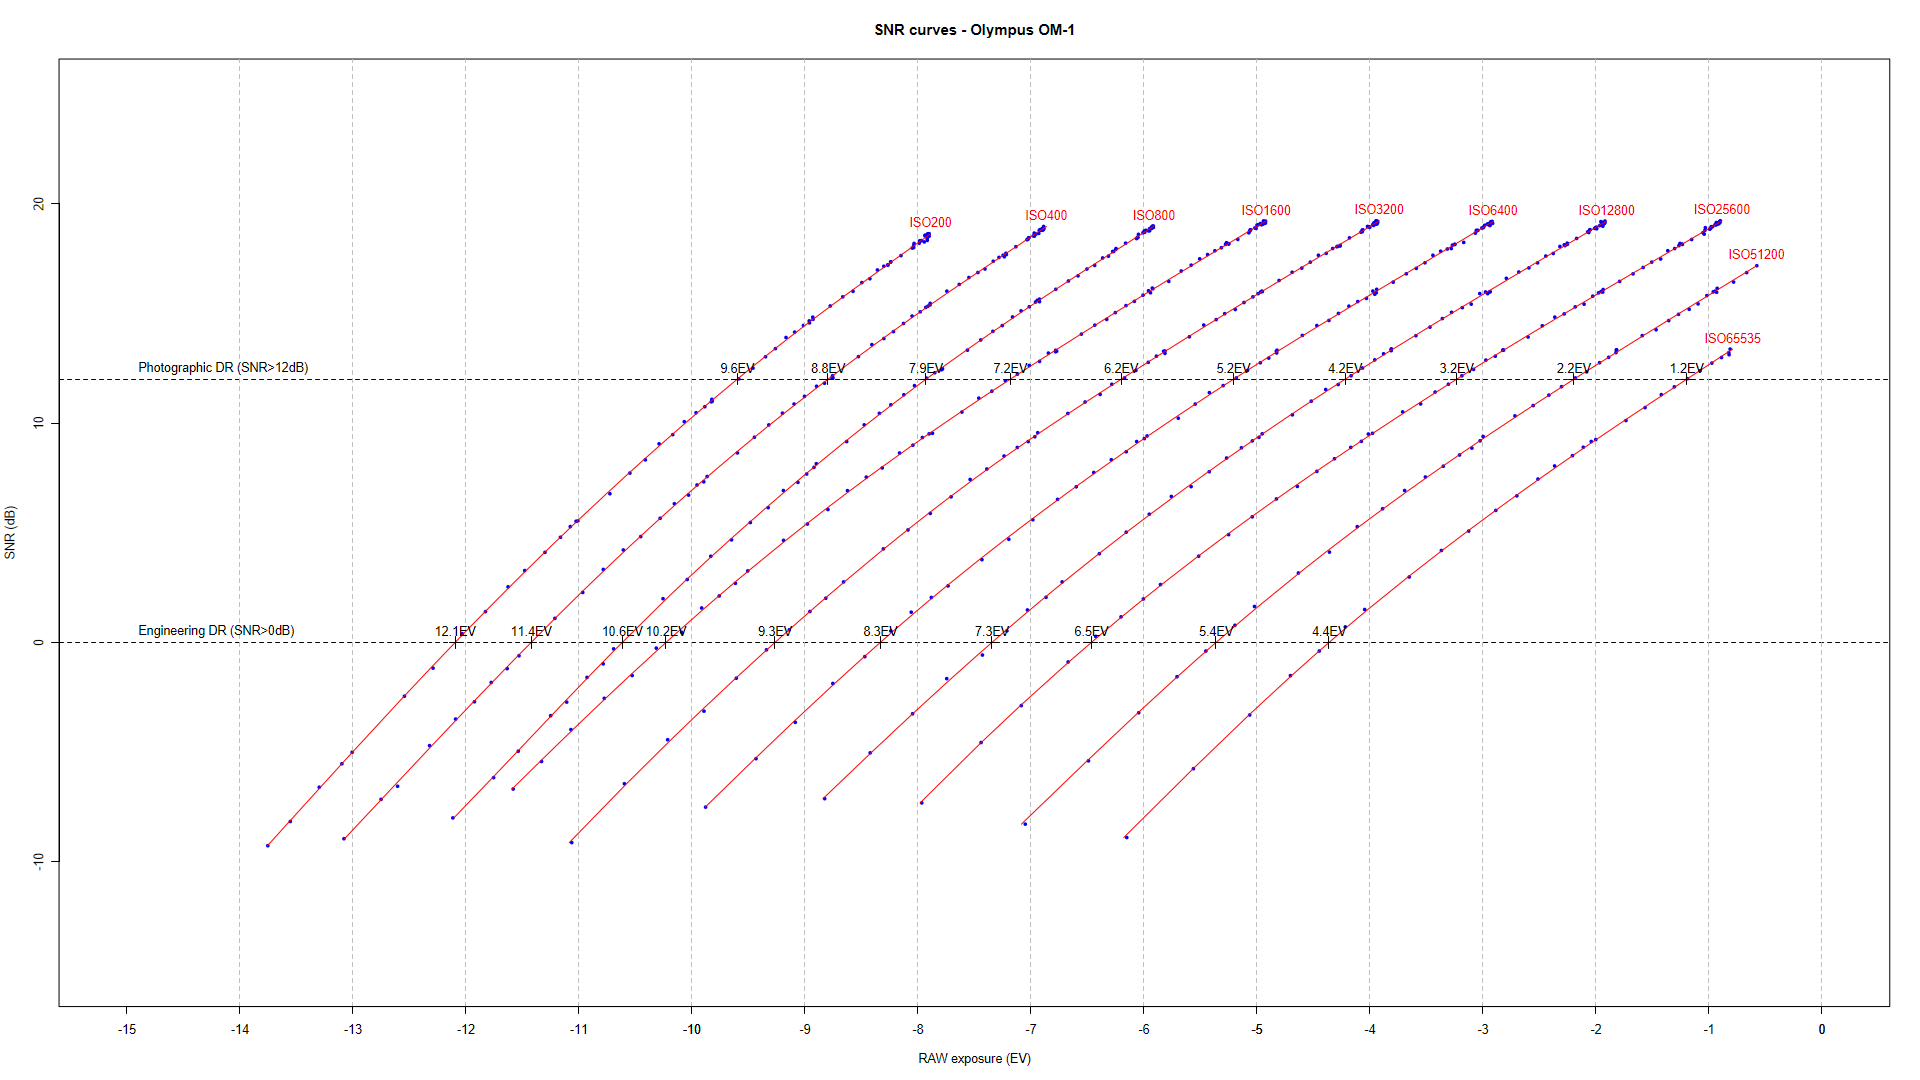 SNR curves - Olympus OM-1
20
ISO200
ISO400
ISO800
ISO1600
ISO3200
ISO6400
ISO12800
ISO25600
ISO51200
ISO65535
Photographic DR (SNR>12dB)
9.6EV
8.8EV
7.9EV
7.2EV
6.2EV
5.2EV
4.2EV
3.2EV
2.2EV
1.2EV
10
SNR (dB)
Engineering DR (SNR>0dB)
12.1EV
11.4EV
10.6EV
10.2EV
9.3EV
8.3EV
7.3EV
6.5EV
5.4EV
4.4EV
0
-10
-15 -14 -13 -12 -11 -10 -9 -8 -7 -6 -5 -4 -3 -2 -1 0
RAW exposure (EV)